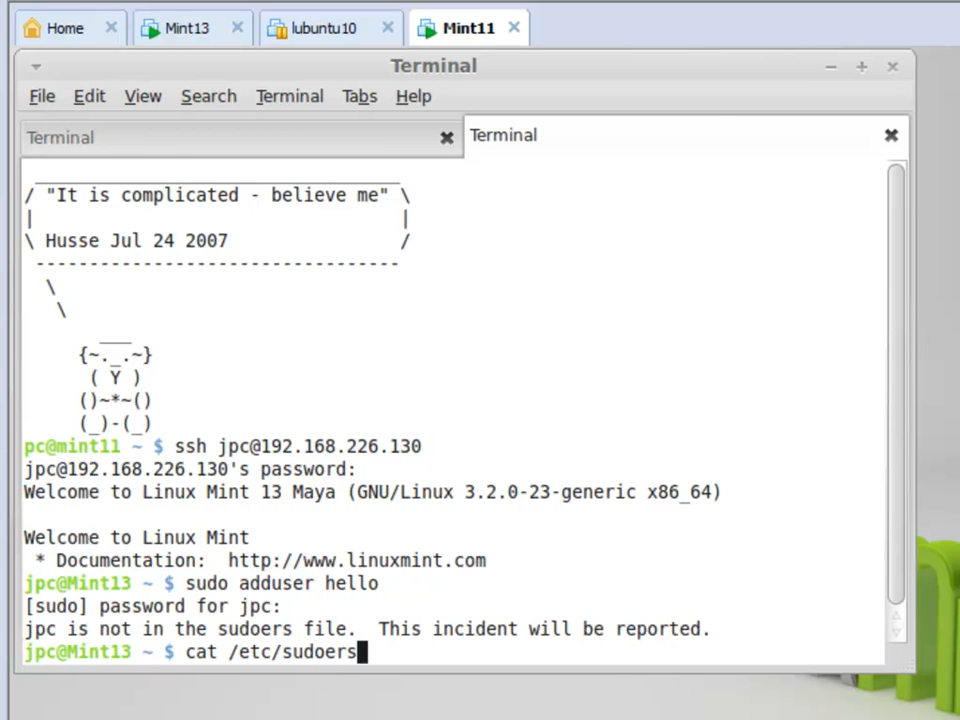 Home Mint13 lubuntu10 Mint11
Terminal
File Edit View Search Terminal Tabs Help
Terminal Terminal
/ "It is complicated - believe me" \
| |
\ Husse Jul 24 2007 /
----------------------------------
\
\
___
{~._.~}
( Y )
()~*~()
(_)-(_)
pc@mint11 ~ $ ssh jpc@192.168.226.130
jpc@192.168.226.130's password:
Welcome to Linux Mint 13 Maya (GNU/Linux 3.2.0-23-generic x86_64)
Welcome to Linux Mint
* Documentation: http://www.linuxmint.com
jpc@Mint13 ~ $ sudo adduser hello
[sudo] password for jpc:
jpc is not in the sudoers file. This incident will be reported.
jpc@Mint13 ~ $ cat /etc/sudoers